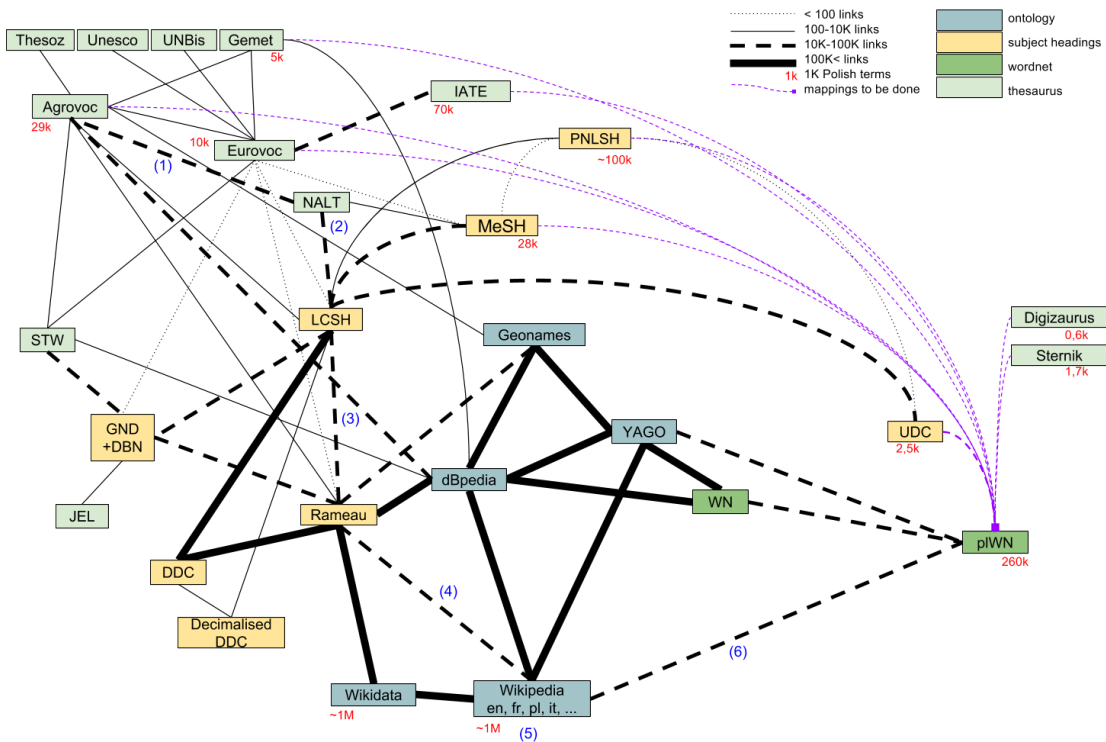 < 100 links
100-10K links
10K-100K links
100K< links
1k 1K Polish terms
mappings to be done
ontology
subject headings
wordnet
thesaurus
Thesoz
Unesco
UNBis
Gemet
5k
Agrovoc
29k
IATE
70k
10k
Eurovoc
PNLSH
~100k
(1)
NALT
(2)
MeSH
28k
LCSH
Geonames
Digizaurus
0,6k
Sternik
1,7k
STW
GND
+DBN
(3)
YAGO
UDC
2,5k
dBpedia
WN
JEL
Rameau
plWN
260k
DDC
(4)
Decimalised
DDC
(6)
Wikidata
~1M
Wikipedia
en, fr, pl, it, ...
~1M
(5)